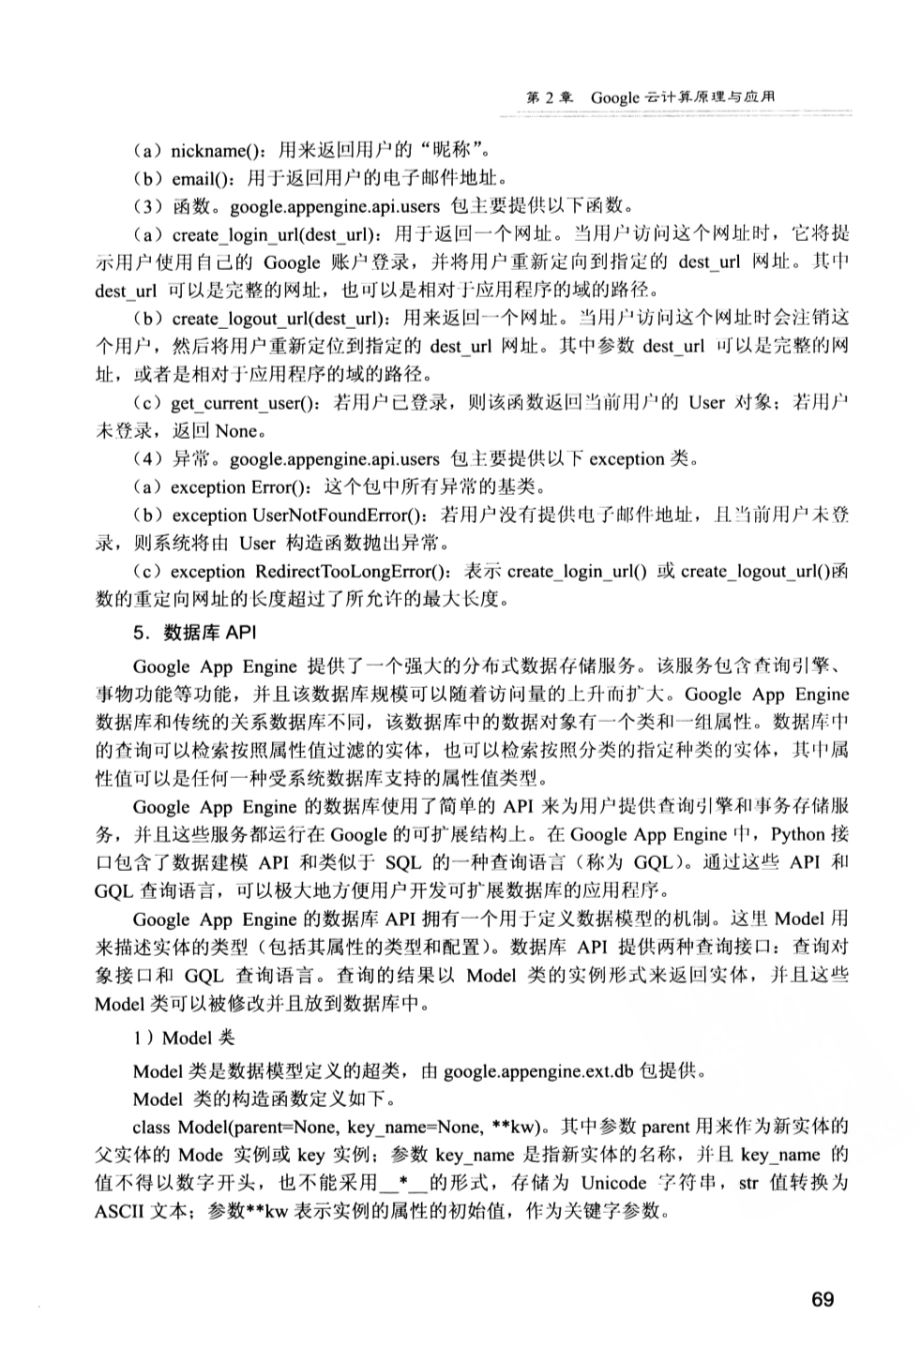 第 2 章 Google 云计算原理与应用
（a）nickname()：用来返回用户的“昵称”。
（b）email()：用于返回用户的电子邮件地址。
（3）函数。google.appengine.api.users 包主要提供以下函数。
（a）create_login_url(dest_url)：用于返回一个网址。当用户访问这个网址时，它将提
示用户使用自己的 Google 账户登录，并将用户重新定向到指定的 dest_url 网址。其中
dest_url 可以是完整的网址，也可以是相对于应用程序的域的路径。
（b）create_logout_url(dest_url)：用来返回一个网址。当用户访问这个网址时会注销这
个用户，然后将用户重新定位到指定的 dest_url 网址。其中参数 dest_url 可以是完整的网
址，或者是相对于应用程序的域的路径。
（c）get_current_user()：若用户已登录，则该函数返回当前用户的 User 对象；若用户
未登录，返回 None。
（4）异常。google.appengine.api.users 包主要提供以下 exception 类。
（a）exception Error()：这个包中所有异常的基类。
（b）exception UserNotFoundError()：若用户没有提供电子邮件地址，且当前用户未登
录，则系统将由 User 构造函数抛出异常。
（c）exception RedirectTooLongError()：表示 create_login_url() 或 create_logout_url()函
数的重定向网址的长度超过了所允许的最大长度。
5．数据库 API
Google App Engine 提供了一个强大的分布式数据存储服务。该服务包含查询引擎、
事物功能等功能，并且该数据库规模可以随着访问量的上升而扩大。Google App Engine
数据库和传统的关系数据库不同，该数据库中的数据对象有一个类和一组属性。数据库中
的查询可以检索按照属性值过滤的实体，也可以检索按照分类的指定种类的实体，其中属
性值可以是任何一种受系统数据库支持的属性值类型。
Google App Engine 的数据库使用了简单的 API 来为用户提供查询引擎和事务存储服
务，并且这些服务都运行在 Google 的可扩展结构上。在 Google App Engine 中，Python 接
口包含了数据建模 API 和类似于 SQL 的一种查询语言（称为 GQL）。通过这些 API 和
GQL 查询语言，可以极大地方便用户开发可扩展数据库的应用程序。
Google App Engine 的数据库 API 拥有一个用于定义数据模型的机制。这里 Model 用
来描述实体的类型（包括其属性的类型和配置）。数据库 API 提供两种查询接口：查询对
象接口和 GQL 查询语言。查询的结果以 Model 类的实例形式来返回实体，并且这些
Model 类可以被修改并且放到数据库中。
1）Model 类
Model 类是数据模型定义的超类，由 google.appengine.ext.db 包提供。
Model 类的构造函数定义如下。
class Model(parent=None, key_name=None, **kw)。其中参数 parent 用来作为新实体的
父实体的 Mode 实例或 key 实例；参数 key_name 是指新实体的名称，并且 key_name 的
值不得以数字开头，也不能采用__*__的形式，存储为 Unicode 字符串，str 值转换为
ASCII 文本；参数**kw 表示实例的属性的初始值，作为关键字参数。
69